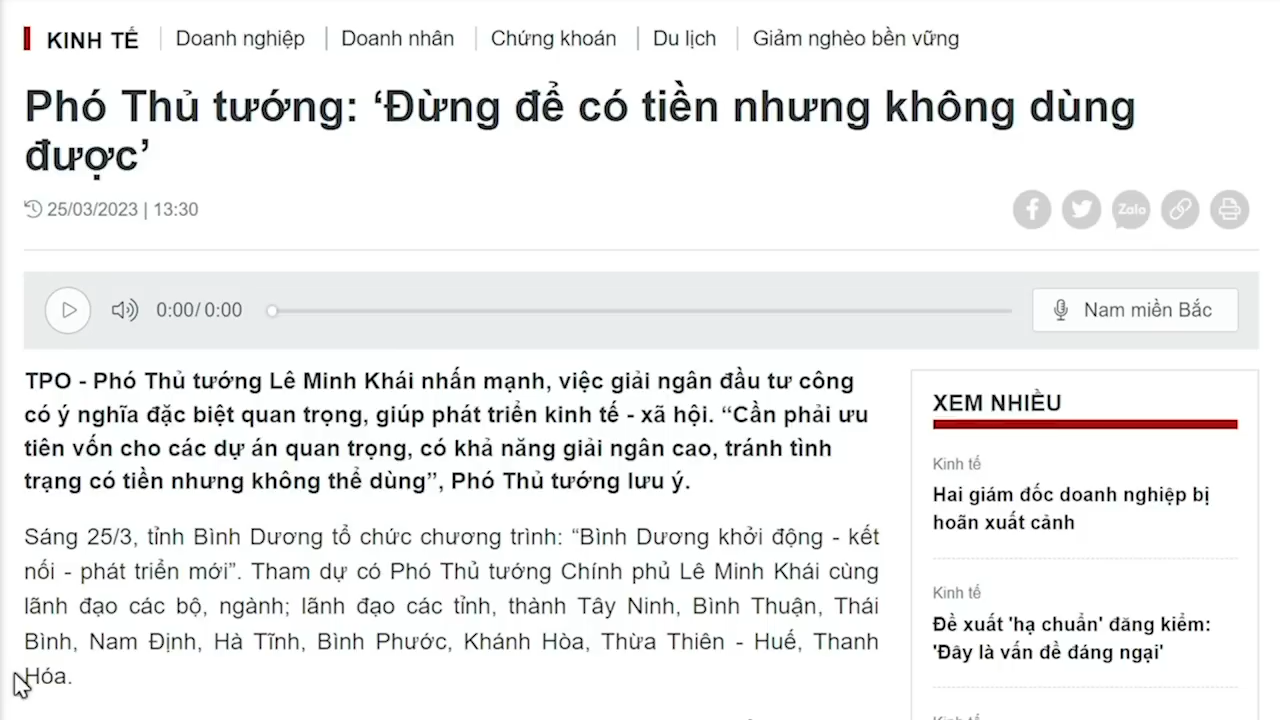 KINH TẾ Doanh nghiệp Doanh nhân Chứng khoán Du lịch Giảm nghèo bền vững
Phó Thủ tướng: ‘Đừng để có tiền nhưng không dùng
được’
25/03/2023 | 13:30
Zalo
0:00/ 0:00
Nam miền Bắc
TPO - Phó Thủ tướng Lê Minh Khái nhấn mạnh, việc giải ngân đầu tư công
có ý nghĩa đặc biệt quan trọng, giúp phát triển kinh tế - xã hội. “Cần phải ưu
tiên vốn cho các dự án quan trọng, có khả năng giải ngân cao, tránh tình
trạng có tiền nhưng không thể dùng”, Phó Thủ tướng lưu ý.
Sáng 25/3, tỉnh Bình Dương tổ chức chương trình: “Bình Dương khởi động - kết
nối - phát triển mới”. Tham dự có Phó Thủ tướng Chính phủ Lê Minh Khái cùng
lãnh đạo các bộ, ngành; lãnh đạo các tỉnh, thành Tây Ninh, Bình Thuận, Thái
Bình, Nam Định, Hà Tĩnh, Bình Phước, Khánh Hòa, Thừa Thiên - Huế, Thanh
Hóa.
XEM NHIỀU
Kinh tế
Hai giám đốc doanh nghiệp bị
hoãn xuất cảnh
Kinh tế
Đề xuất 'hạ chuẩn' đăng kiểm:
'Đây là vấn đề đáng ngại'